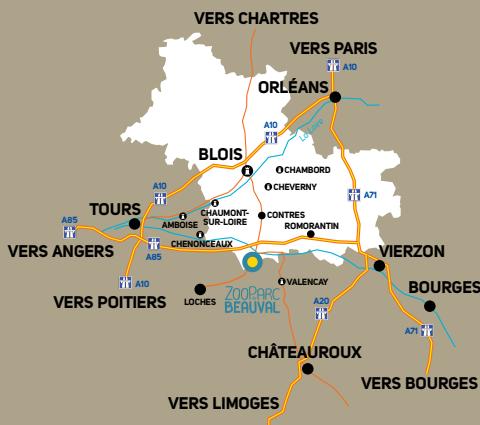 VERS CHARTRES
VERS PARIS
A10
ORLÉANS
La Loire
A10
BLOIS
CHAMBORD
CHEVERNY
A71
A10
CHAUMONT-
SUR-LOIRE
TOURS
AMBOISE
CONTRES
A85
ROMORANTIN
CHENONCEAUX
A85
VERS ANGERS
VIERZON
A10
VERS POITIERS
LOCHES
VALENCAY
ZOOPARC
BEAUVAL
BOURGES
A20
A71
CHÂTEAUROUX
VERS BOURGES
VERS LIMOGES